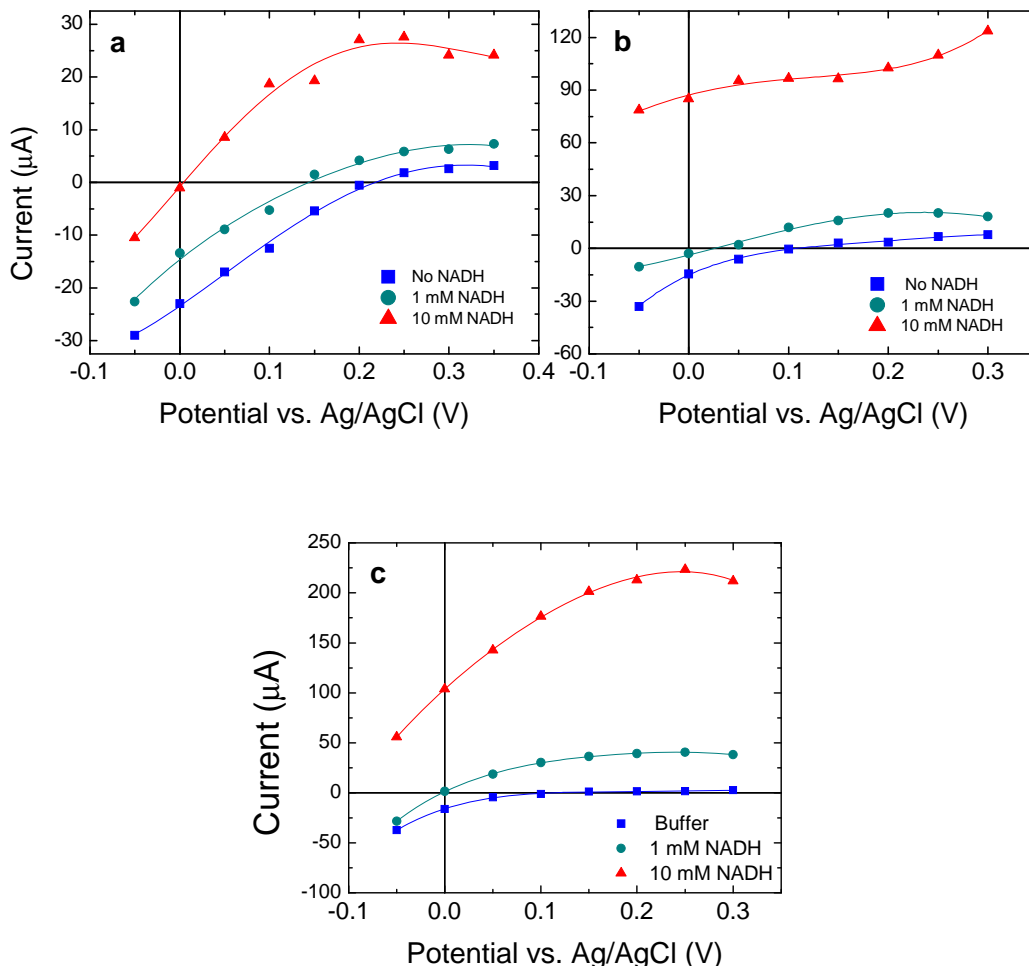 a
30
20
10
0
-10
-20
-30
Current (μA)
No NADH
1 mM NADH
10 mM NADH
-0.1 0.0 0.1 0.2 0.3 0.4
Potential vs. Ag/AgCl (V)
b
120
90
60
30
0
-30
-60
No NADH
1 mM NADH
10 mM NADH
-0.1 0.0 0.1 0.2 0.3
Potential vs. Ag/AgCl (V)
c
250
200
150
100
50
0
-50
-100
Current (μA)
Buffer
1 mM NADH
10 mM NADH
-0.1 0.0 0.1 0.2 0.3
Potential vs. Ag/AgCl (V)